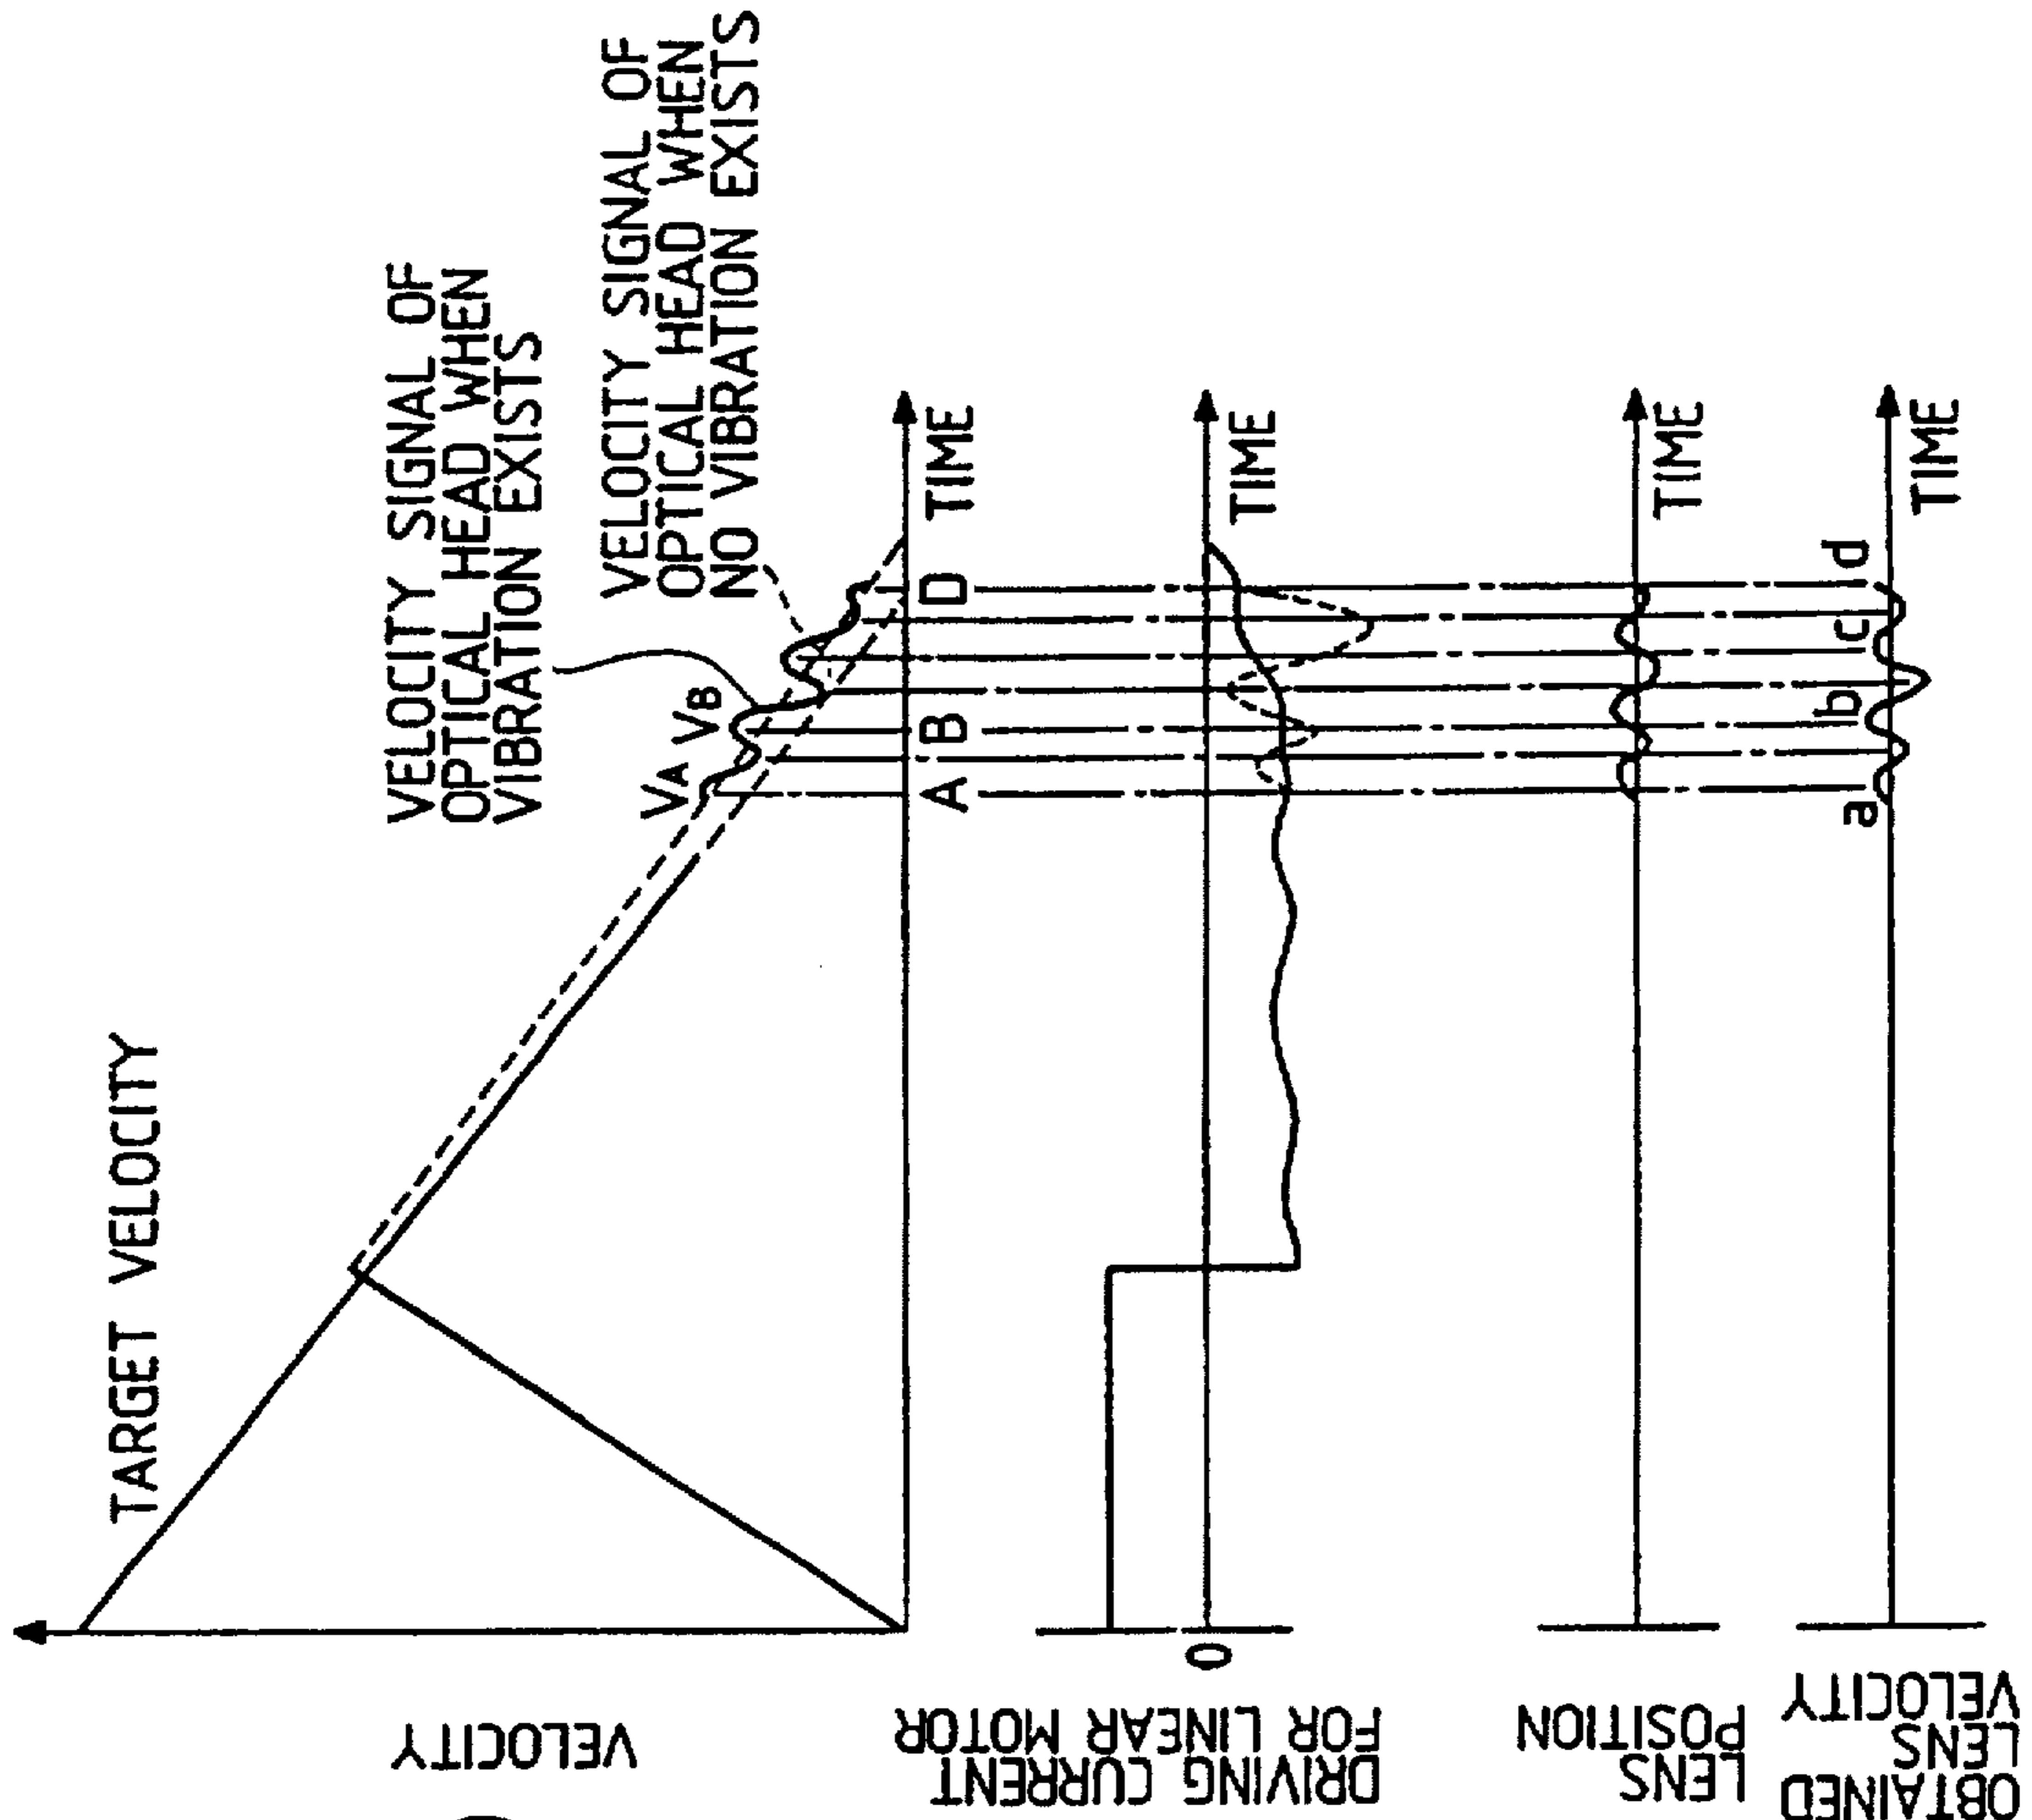 TARGET VELOCITY
VELOCITY SIGNAL OF
OPTICAL HEAD WHEN
VIBRATION EXISTS
VELOCITY SIGNAL OF
OPTICAL HEAD WHEN
NO VIBRATION EXISTS
VA VB
VELOCITY
TIME
A B D
DRIVING CURRENT
FOR LINEAR MOTOR
0
TIME
LENS
POSITION
TIME
OBTAINED
LENS
VELOCITY
a b c d
TIME